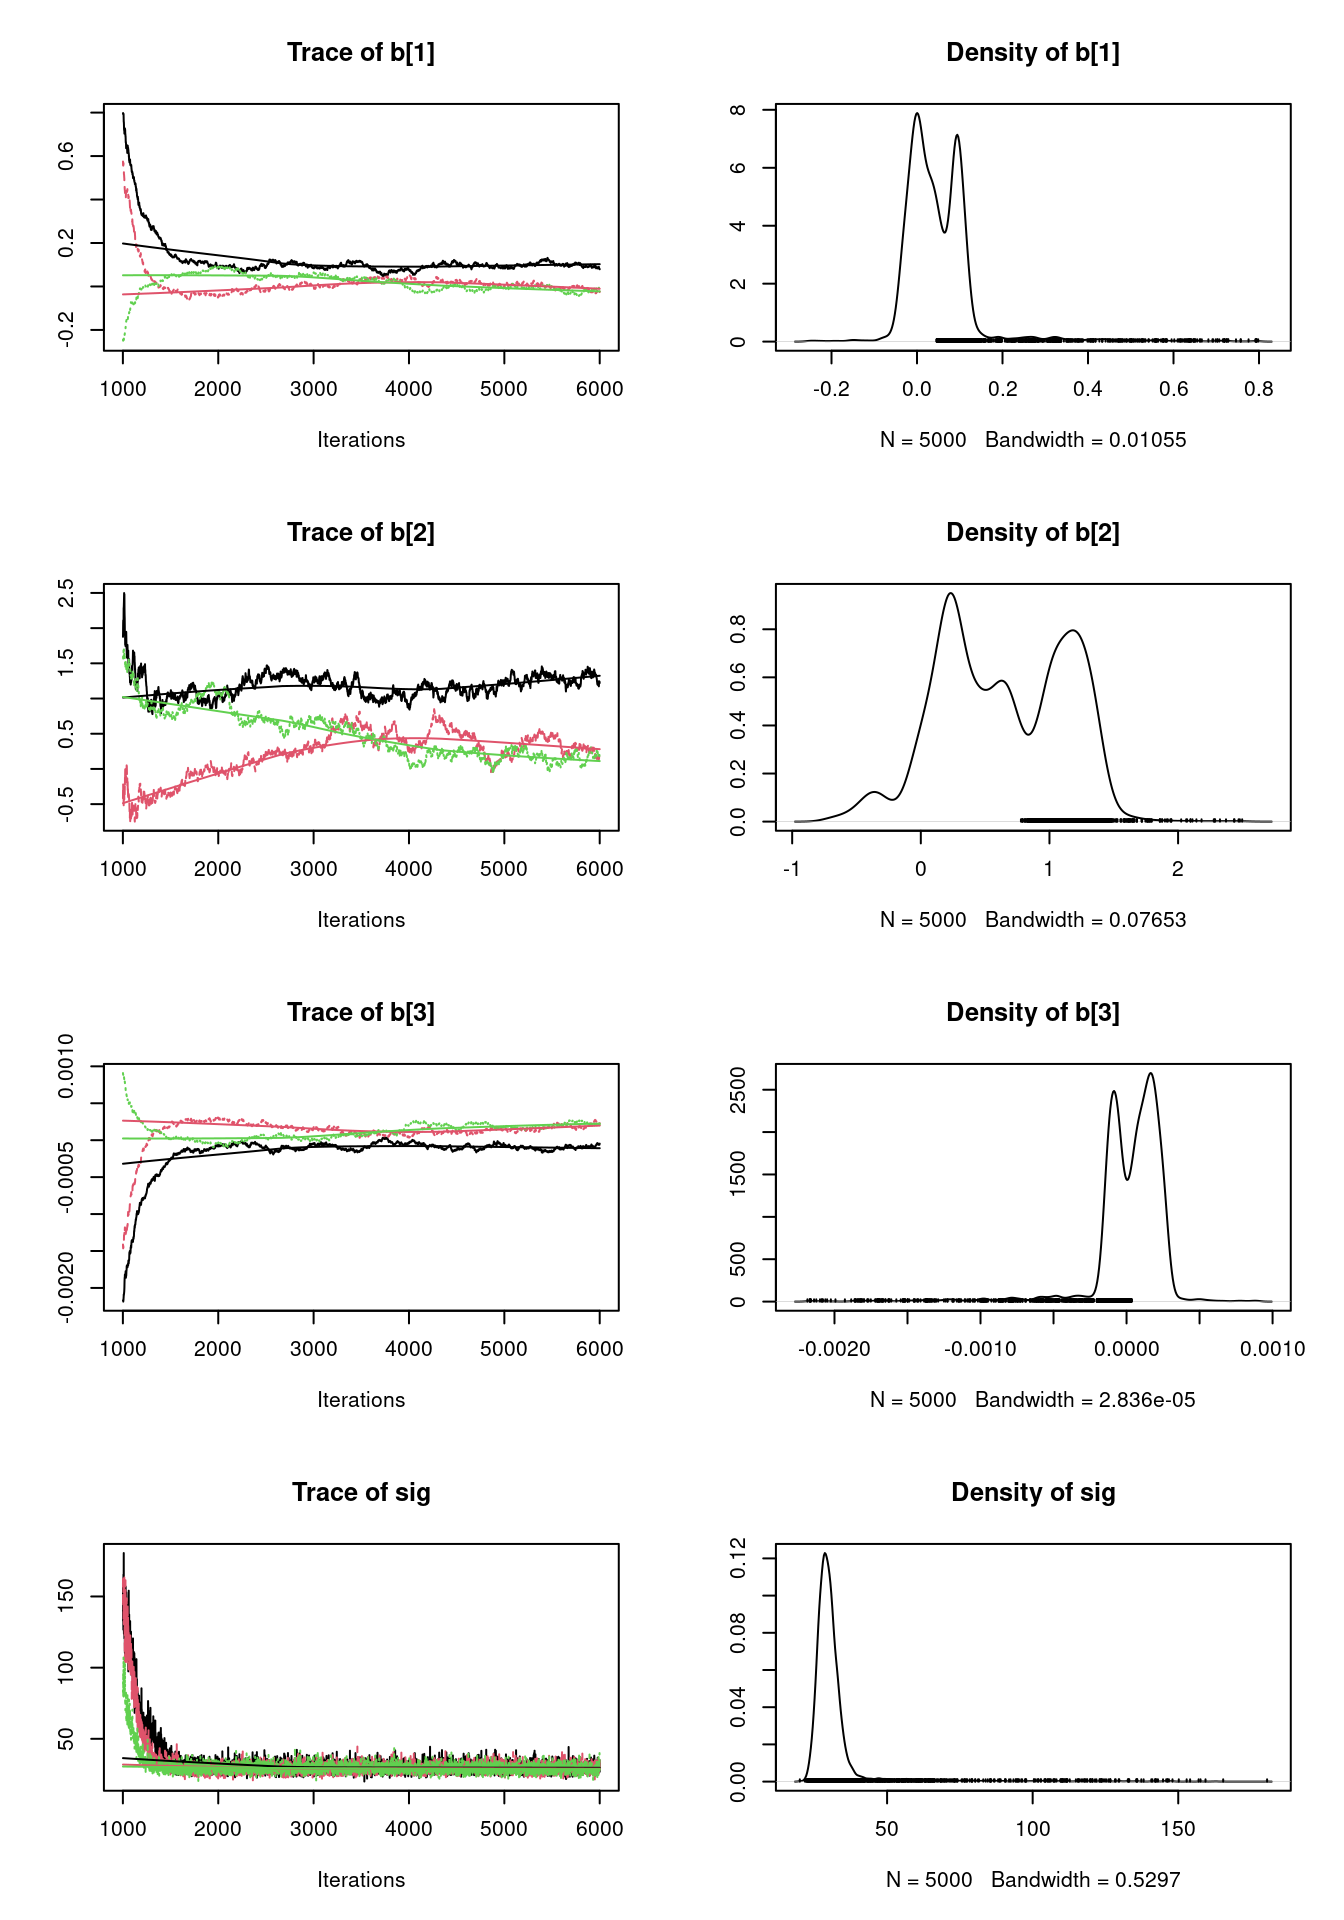 Trace of b[1]
-0.2 0.2 0.6
1000 2000 3000 4000 5000 6000
Iterations
Density of b[1]
0 2 4 6 8
-0.2 0.0 0.2 0.4 0.6 0.8
N = 5000 Bandwidth = 0.01055
Trace of b[2]
-0.5 0.5 1.5 2.5
1000 2000 3000 4000 5000 6000
Iterations
Density of b[2]
0.0 0.2 0.4 0.6 0.8
-1 0 1 2
N = 5000 Bandwidth = 0.07653
Trace of b[3]
-0.0020 -0.0005 0.0010
1000 2000 3000 4000 5000 6000
Iterations
Density of b[3]
0 500 1500 2500
-0.0020 -0.0010 0.0000 0.0010
N = 5000 Bandwidth = 2.836e-05
Trace of sig
50 100 150
1000 2000 3000 4000 5000 6000
Iterations
Density of sig
0.00 0.04 0.08 0.12
50 100 150
N = 5000 Bandwidth = 0.5297